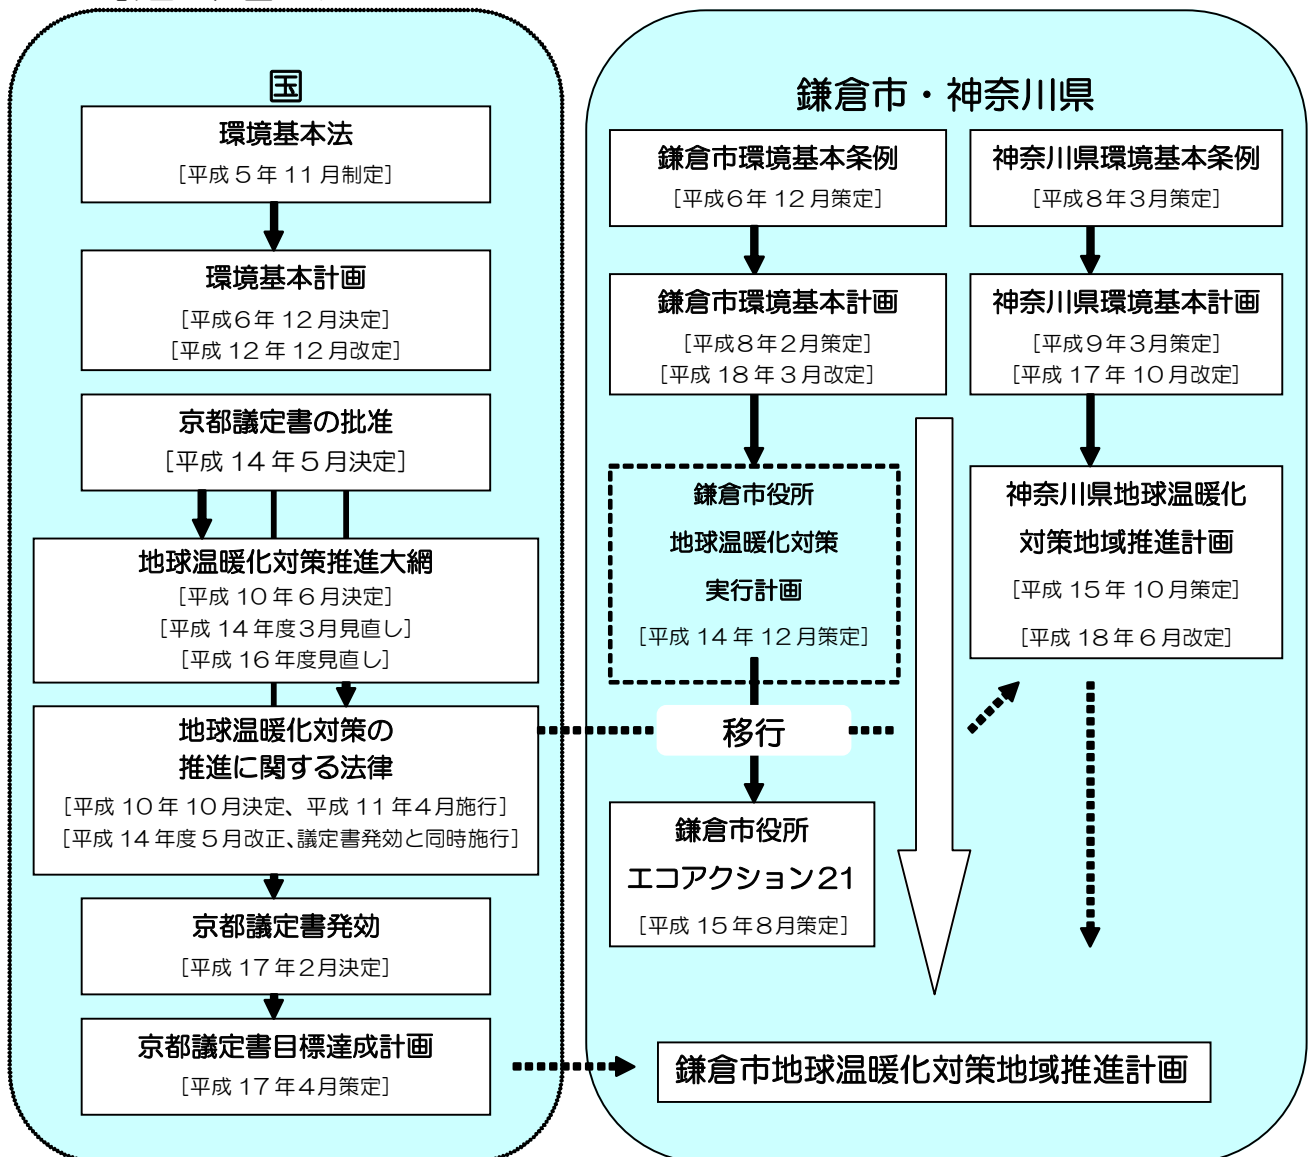 国
環境基本法
[平成5年11月制定]
環境基本計画
[平成6年12月決定]
[平成12年12月改定]
京都議定書の批准
[平成14年5月決定]
地球温暖化対策推進大綱
[平成10年6月決定]
[平成14年度3月見直し]
[平成16年度見直し]
地球温暖化対策の
推進に関する法律
[平成10年10月決定、平成11年4月施行]
[平成14年度5月改正、議定書発効と同時施行]
京都議定書発効
[平成17年2月決定]
京都議定書目標達成計画
[平成17年4月策定]
鎌倉市・神奈川県
鎌倉市環境基本条例
[平成6年12月策定]
鎌倉市環境基本計画
[平成8年2月策定]
[平成18年3月改定]
鎌倉市役所
地球温暖化対策
実行計画
[平成14年12月策定]
移行
鎌倉市役所
エコアクション21
[平成15年8月策定]
神奈川県環境基本条例
[平成8年3月策定]
神奈川県環境基本計画
[平成9年3月策定]
[平成17年10月改定]
神奈川県地球温暖化
対策地域推進計画
[平成15年10月策定]
[平成18年6月改定]
鎌倉市地球温暖化対策地域推進計画